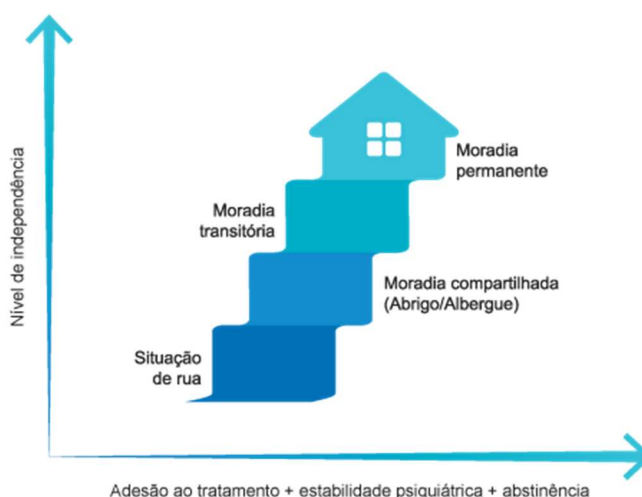 Nível de independência
Moradia
permanente
Moradia
transitória
Moradia compartilhada
(Abrigo/Albergue)
Situação
de rua
Adesão ao tratamento + estabilidade psiquiátrica + abstinência